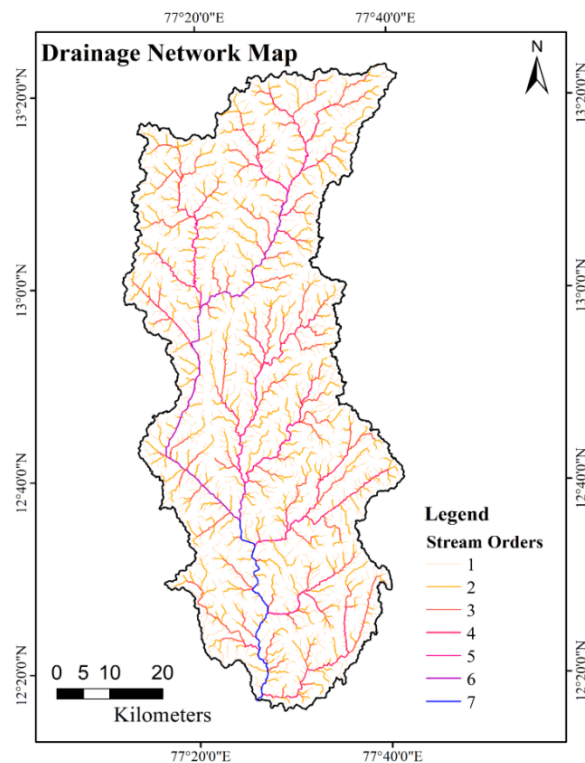 77°20'0"E 77°40'0"E
Drainage Network Map
N
13°20'0"N 13°20'0"N
13°0'0"N 13°0'0"N
12°40'0"N 12°40'0"N
Legend
Stream Orders
1
2
3
4
5
6
7
12°20'0"N 12°20'0"N
0 5 10 20
Kilometers
77°20'0"E 77°40'0"E